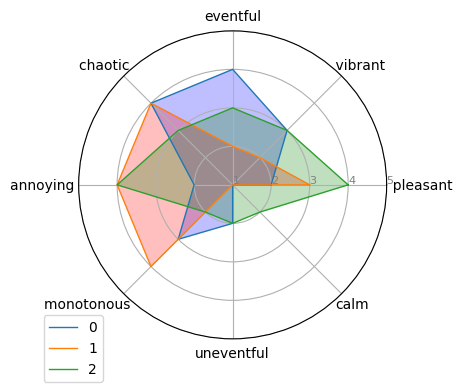 eventful
chaotic
vibrant
annoying
2
3
4
5
pleasant
monotonous
calm
uneventful
0
1
2